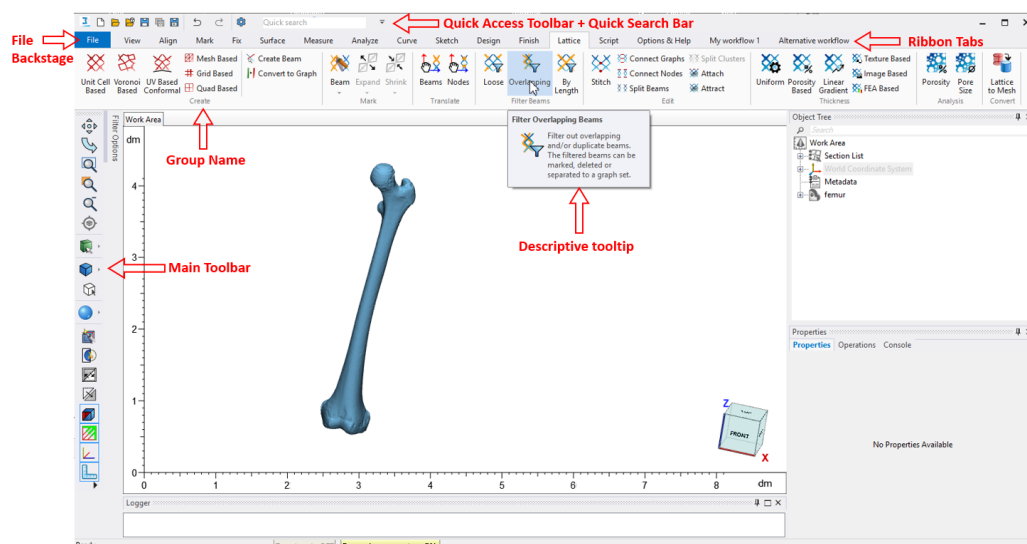 Quick search
Quick Access Toolbar + Quick Search Bar
File
Backstage
File View Align Mark Fix Surface Measure Analyze Curve Sketch Design Finish Lattice Script Options & Help My workflow 1 Alternative workflow
Ribbon Tabs
Unit Cell Based
Voronoi Based
UV Based Conformal
Mesh Based
Grid Based
Quad Based
Create Beam
Convert to Graph
Create
Beam Expand Shrink
Mark
Beams Nodes
Translate
Loose Overlapping By Length
Filter Beams
Stitch
Connect Graphs
Connect Nodes
Split Beams
Split Clusters
Attach
Attract
Edit
Uniform
Porosity Based
Linear Gradient
Texture Based
Image Based
FEA Based
Thickness
Porosity
Pore Size
Analysis
Lattice to Mesh
Convert
Group Name
Filter Options
Work Area
dm
4
3
2
1
0
0 1 2 3 4 5 6 7 8 dm
Filter Overlapping Beams
Filter out overlapping
and/or duplicate beams.
The filtered beams can be
marked, deleted or
separated to a graph set.
Descriptive tooltip
Main Toolbar
Z
FRONT
X
Object Tree
Search
Work Area
Section List
World Coordinate System
Metadata
femur
Properties
Properties Operations Console
No Properties Available
Logger